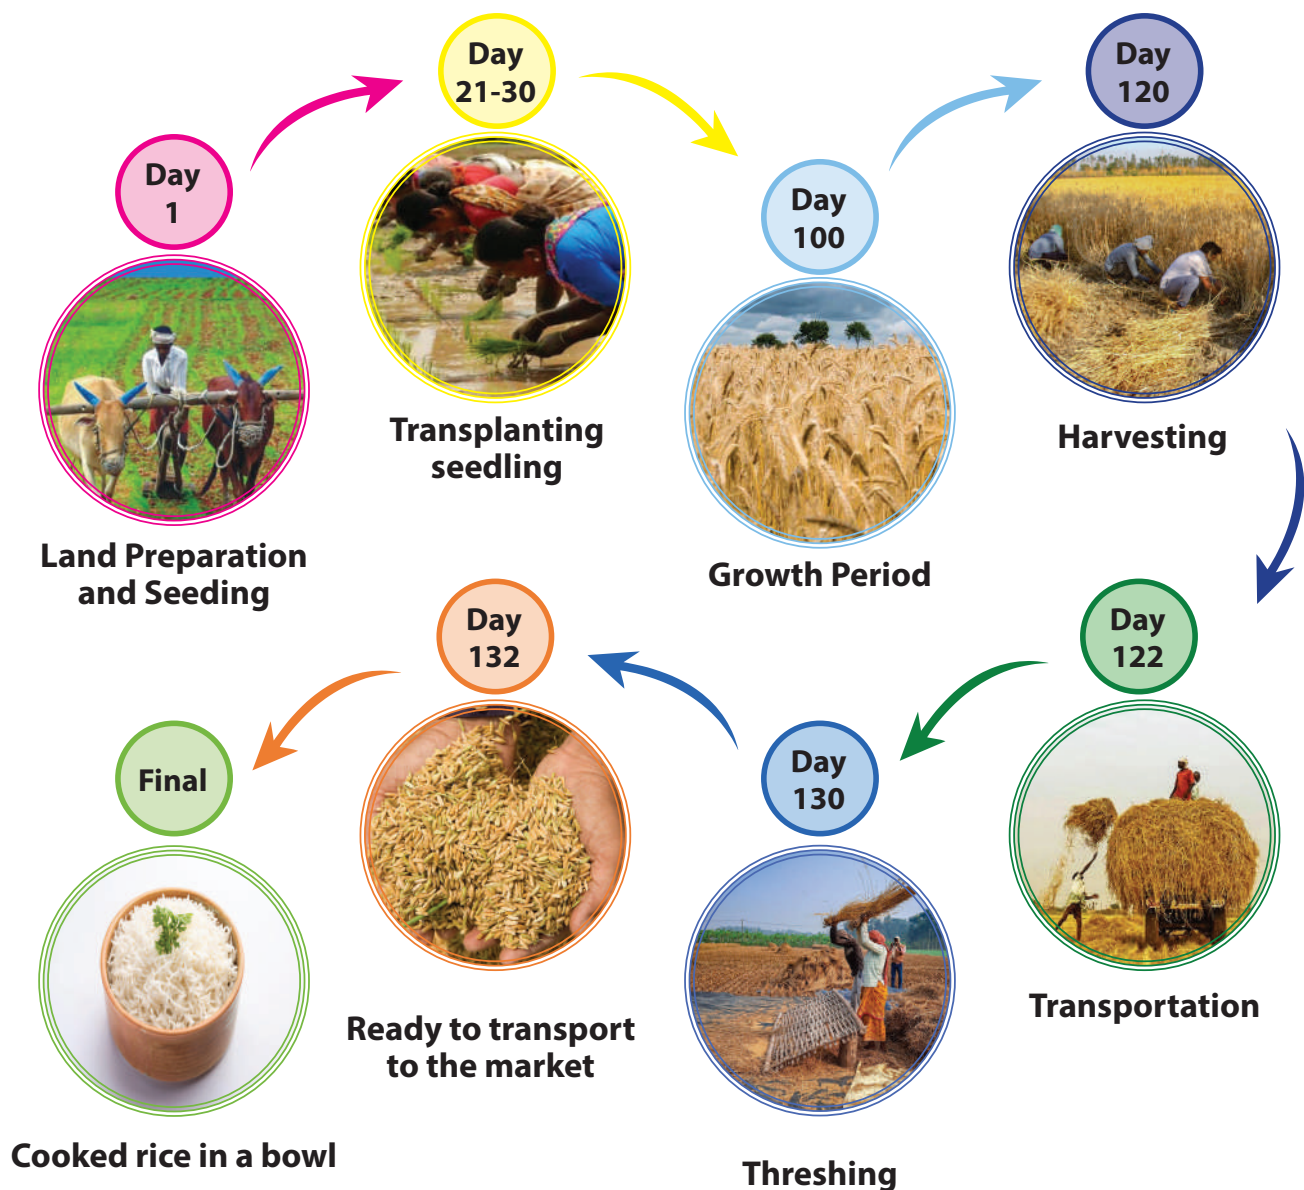 Day
1
Land Preparation
and Seeding
Day
21-30
Transplanting
seedling
Day
100
Growth Period
Day
120
Harvesting
Day
122
Transportation
Day
130
Threshing
Day
132
Ready to transport
to the market
Final
Cooked rice in a bowl